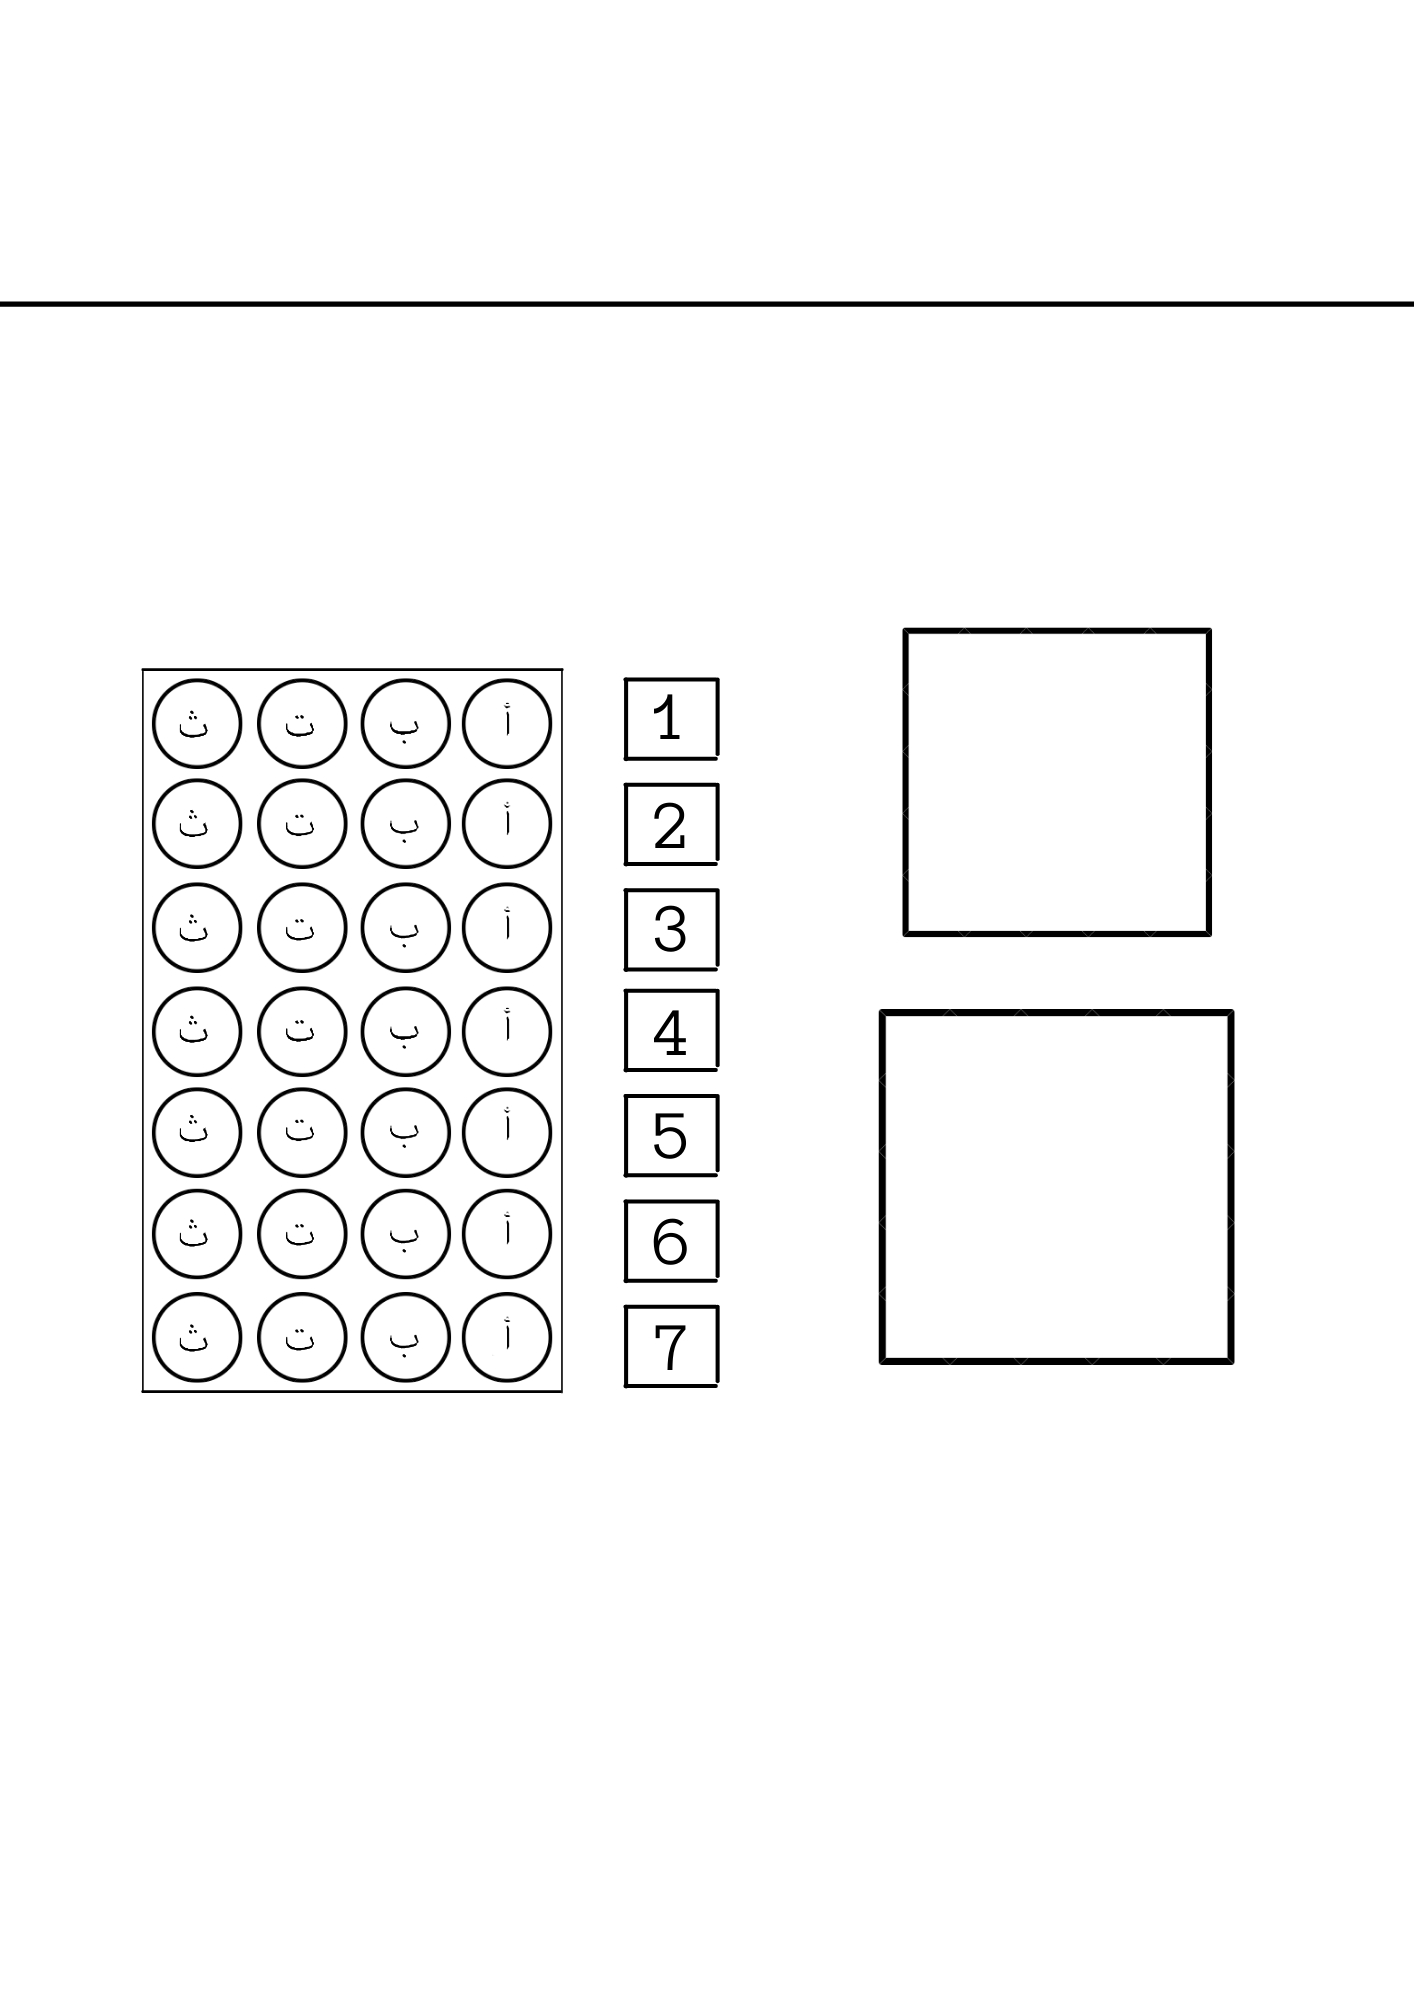 أ ب ت ث 1
أ ب ت ث 2
أ ب ت ث 3
أ ب ت ث 4
أ ب ت ث 5
أ ب ت ث 6
أ ب ت ث 7